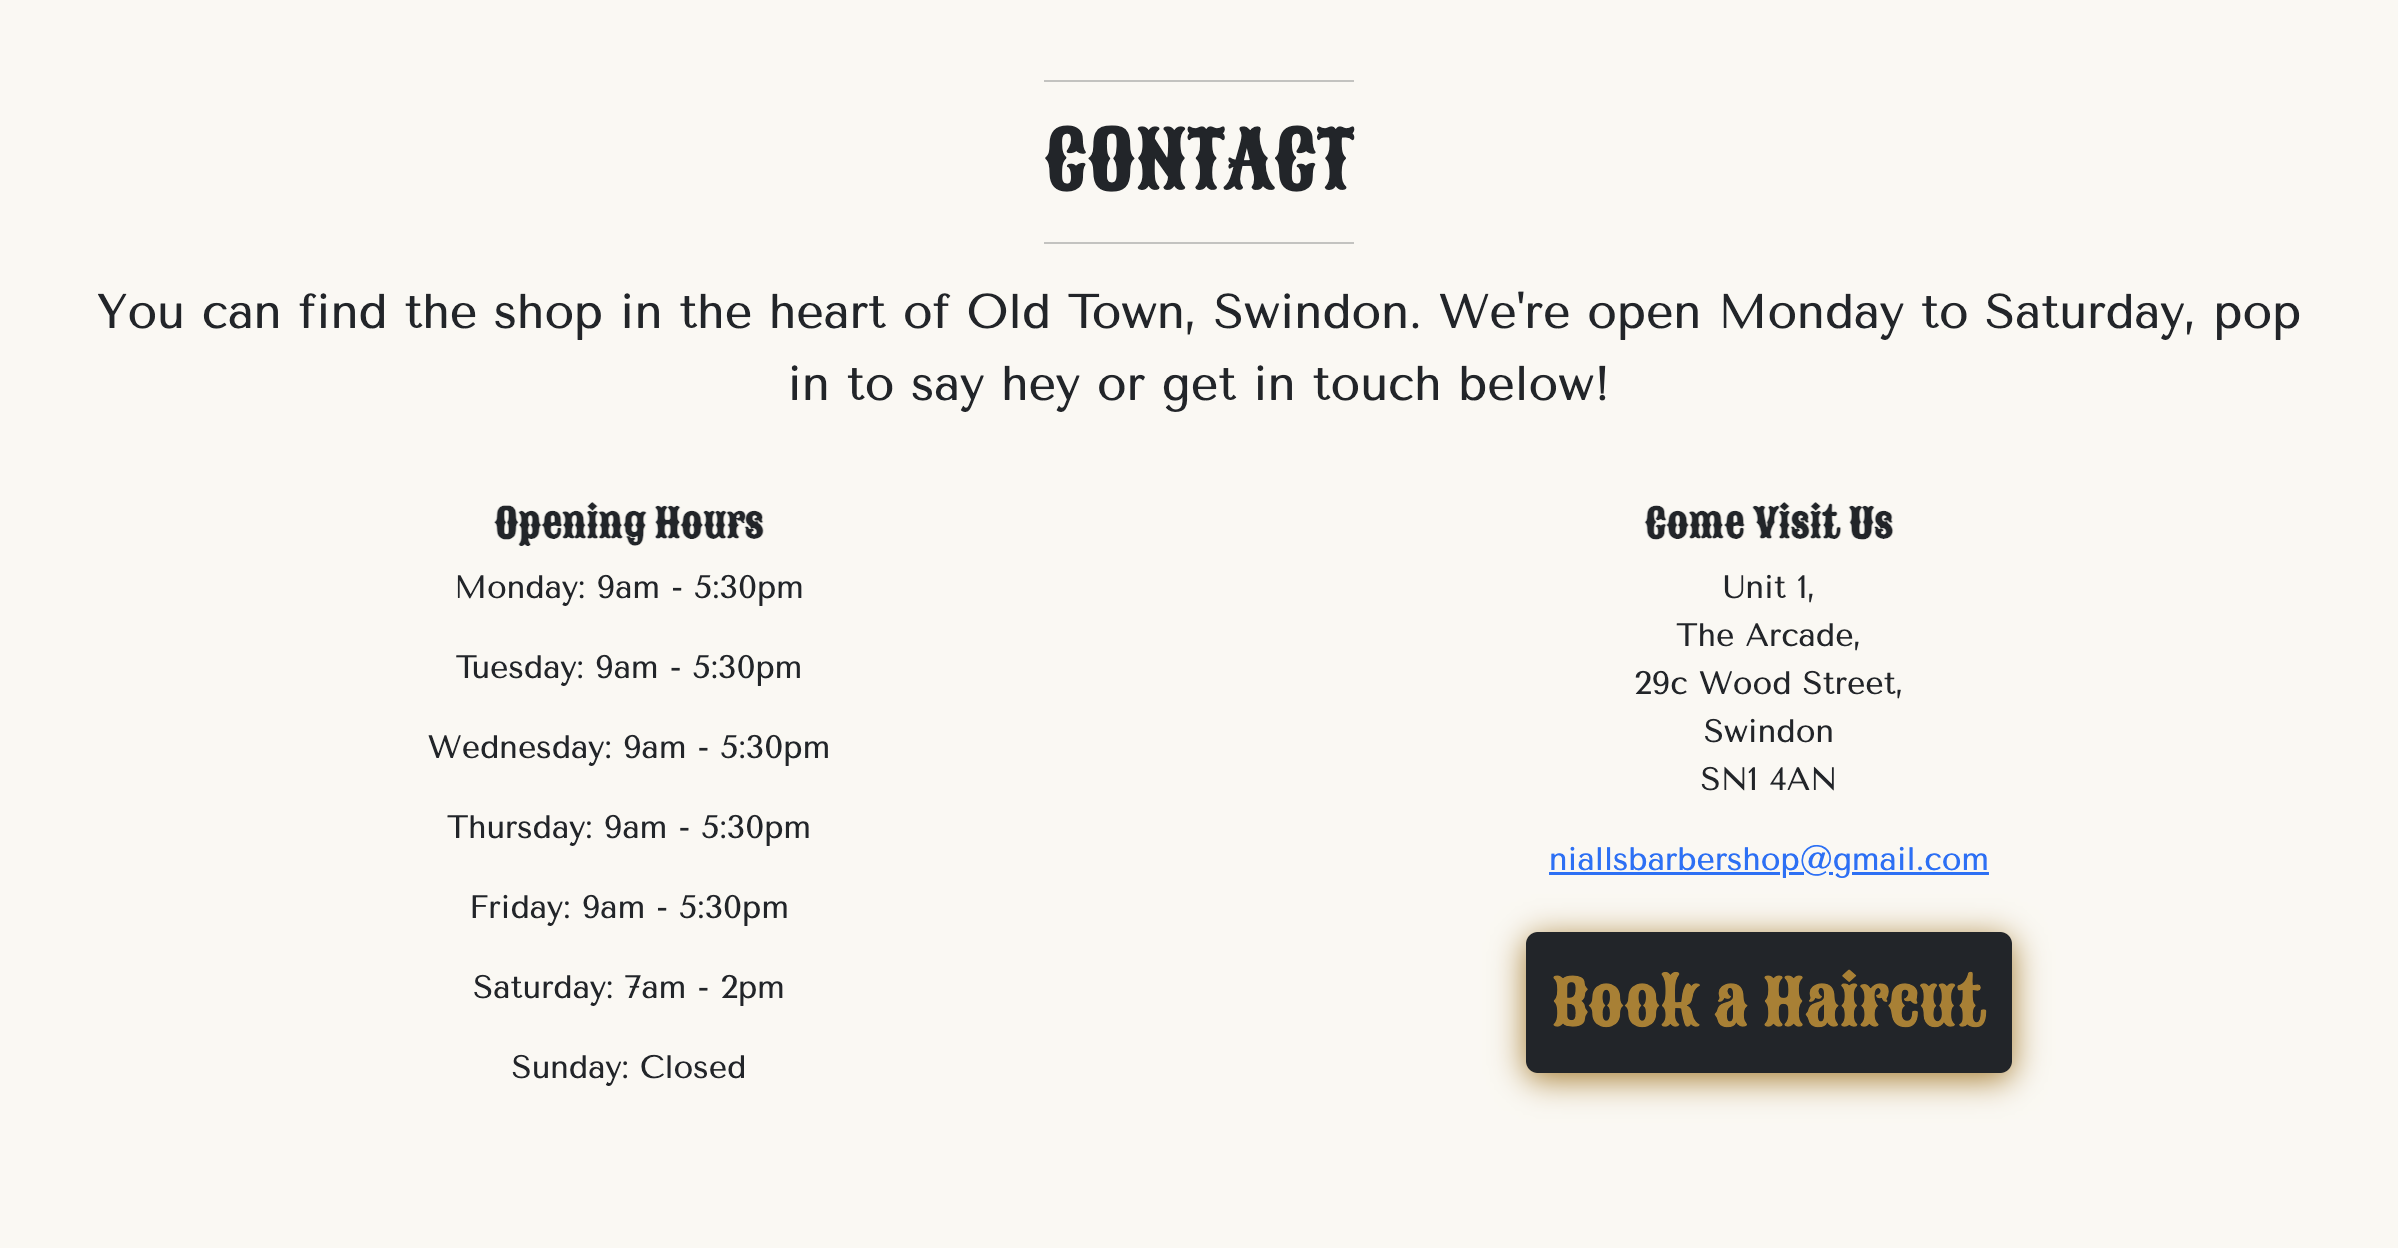 CONTACT
You can find the shop in the heart of Old Town, Swindon. We're open Monday to Saturday, pop
in to say hey or get in touch below!
Opening Hours
Monday: 9am - 5:30pm
Tuesday: 9am - 5:30pm
Wednesday: 9am - 5:30pm
Thursday: 9am - 5:30pm
Friday: 9am - 5:30pm
Saturday: 7am - 2pm
Sunday: Closed
Come Visit Us
Unit 1,
The Arcade,
29c Wood Street,
Swindon
SN1 4AN
niallsbarbershop@gmail.com
Book a Haircut